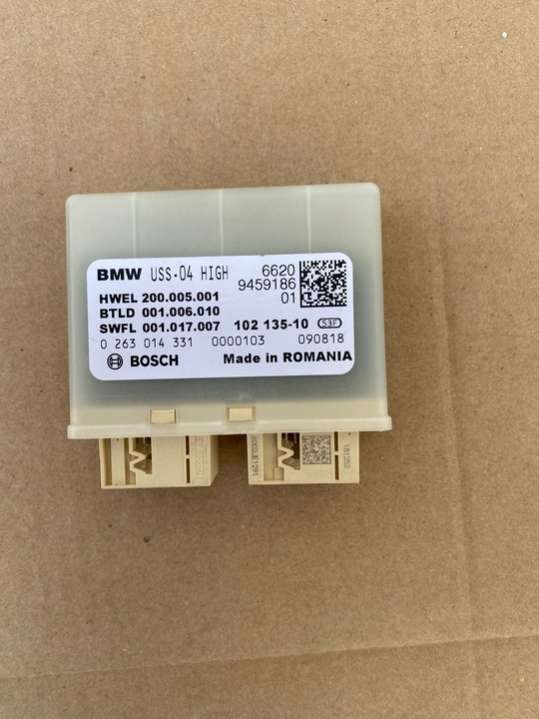 BMW USS-04 HIGH 6620
9459186
HWEL 200.005.001 01
BTLD 001.006.010
SWFL 001.017.007 102 135-10 S3F
0 263 014 331 0000103 090818
BOSCH Made in ROMANIA